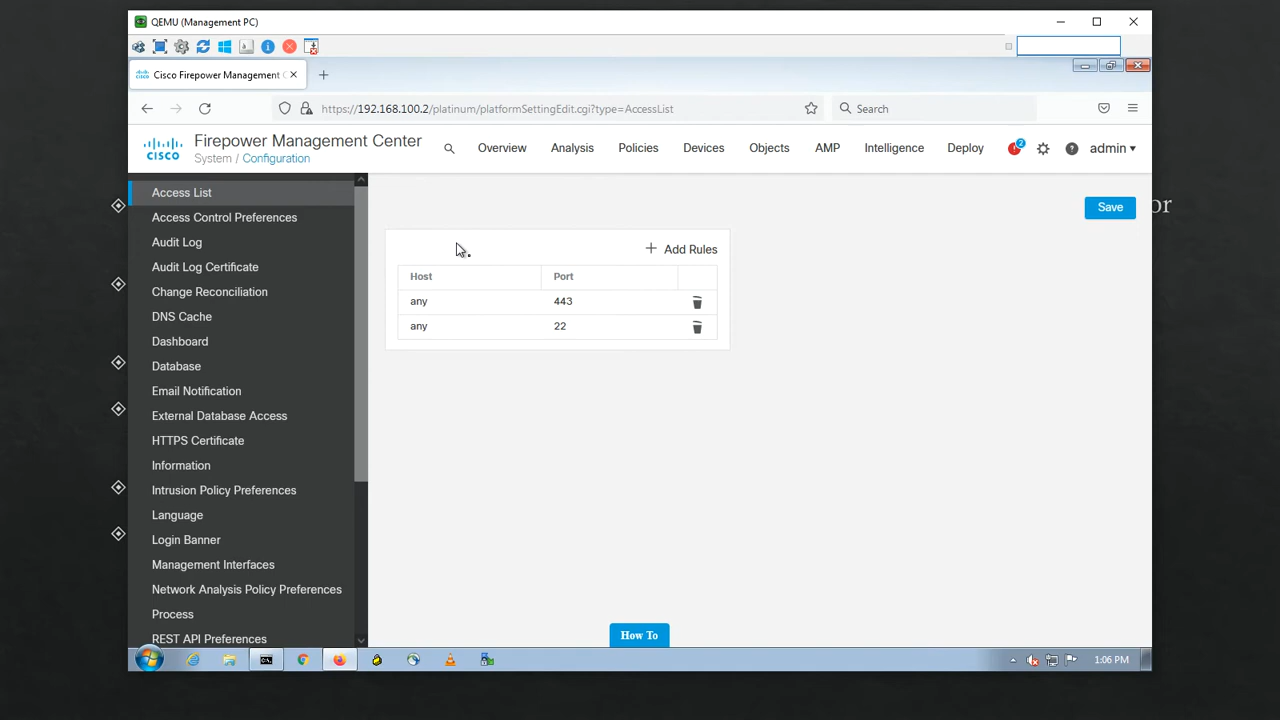 QEMU (Management PC)
Cisco Firepower Management C
https://192.168.100.2/platinum/platformSettingEdit.cgi?type=AccessList
Search
CISCO
Firepower Management Center
System / Configuration
Overview
Analysis
Policies
Devices
Objects
AMP
Intelligence
Deploy
2
admin
Access List
Access Control Preferences
Audit Log
Audit Log Certificate
Change Reconciliation
DNS Cache
Dashboard
Database
Email Notification
External Database Access
HTTPS Certificate
Information
Intrusion Policy Preferences
Language
Login Banner
Management Interfaces
Network Analysis Policy Preferences
Process
REST API Preferences
Save
or
+ Add Rules
Host Port
any 443
any 22
How To
1:06 PM